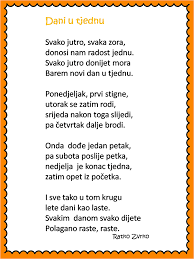 Dani u tjednu
Svako jutro, svaka zora,
donosi nam radost jednu.
Svako jutro donijet mora
Barem novi dan u tjednu.
Ponedjeljak, prvi stigne,
utorak se zatim rodi,
srijeda nakon toga slijedi,
pa četvrtak dalje brodi.
Onda dođe jedan petak,
pa subota poslije petka,
nedjelja je konac tjedna,
zatim opet iz početka.
I sve tako u tom krugu
lete dani kao laste.
Svakim danom svako dijete
Polagano raste, raste.
Ratko Zvrko